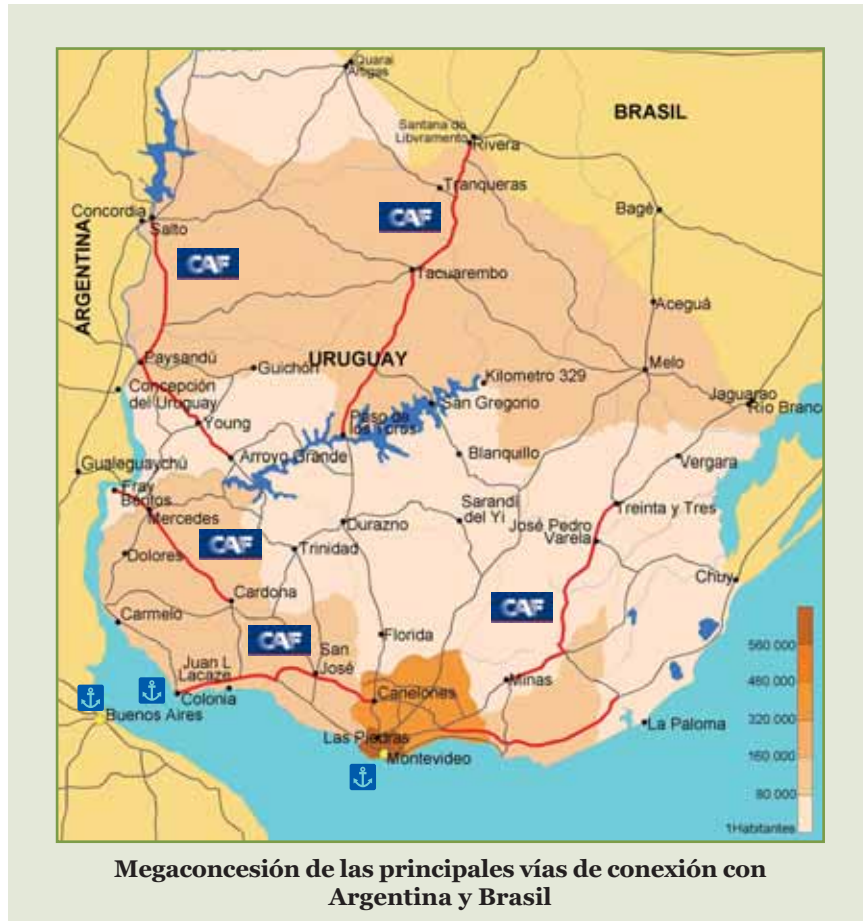 Quarai
Artigas
BRASIL
Santana do
Libvramento
Rivera
Tranqueras
Bagé
Concordia
Salto
CAF
CAF
ARGENTINA
Tacuarembo
Aceguá
Paysandú
Guichón
URUGUAY
Melo
Kilometro 329
Concepción
del Uruguay
San Gregorio
Jaguarao
Rio Branco
Young
Paso de
los Toros
Arroyo Grande
Blanquillo
Vergara
Gualeguaychú
Fray
Bentos
Mercedes
Sarandí
del Yí
Treinta y Tres
Durazno
José Pedro
Varela
CAF
Trinidad
Dolores
Chuy
Cardona
CAF
Carmelo
CAF
Florida
San
José
Juan L
Lacaze
Minas
Colonia
Canelones
Buenos Aires
La Paloma
Las Piedras
Montevideo
560 000
480 000
320 000
160 000
80 000
1Habitantes
Megaconcesión de las principales vías de conexión con
Argentina y Brasil